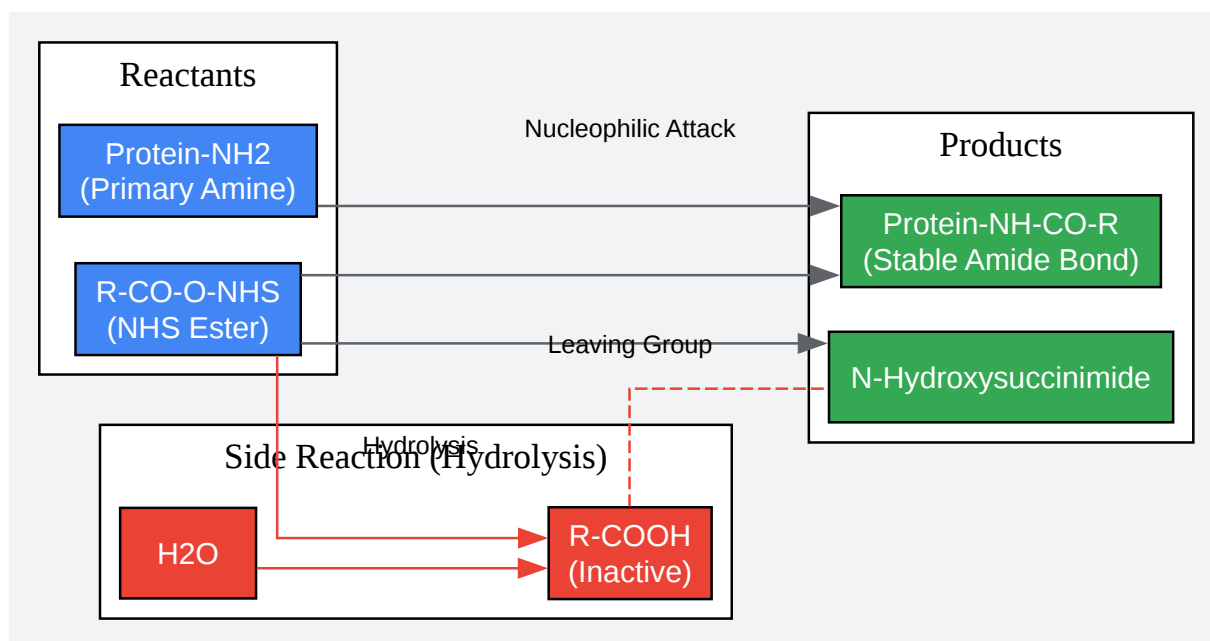 Reactants
Protein-NH2
(Primary Amine)
R-CO-O-NHS
(NHS Ester)
Nucleophilic Attack
Leaving Group
Products
Protein-NH-CO-R
(Stable Amide Bond)
N-Hydroxysuccinimide
Hydrolysis
Side Reaction (Hydrolysis)
H2O
R-COOH
(Inactive)